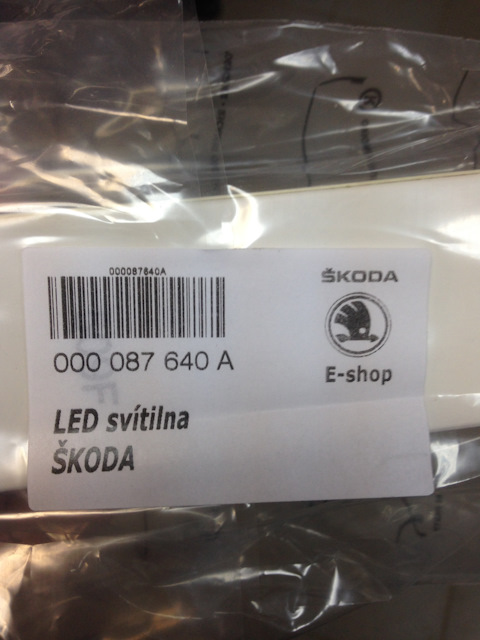 000087640A
000 087 640 A
ŠKODA
E-shop
LED svítilna
ŠKODA
®